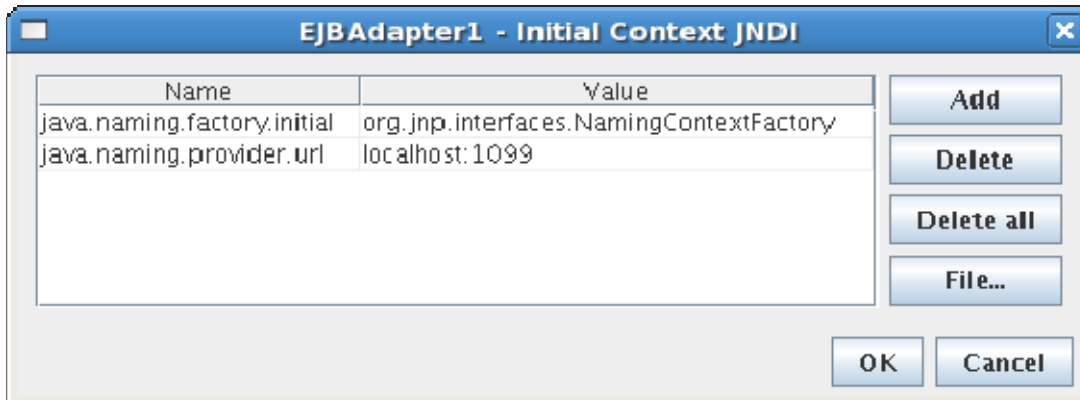 EJBAdapter1 - Initial Context JNDI
Name Value
java.naming.factory.initial org.jnp.interfaces.NamingContextFactory
java.naming.provider.url localhost:1099
Add
Delete
Delete all
File...
OK Cancel